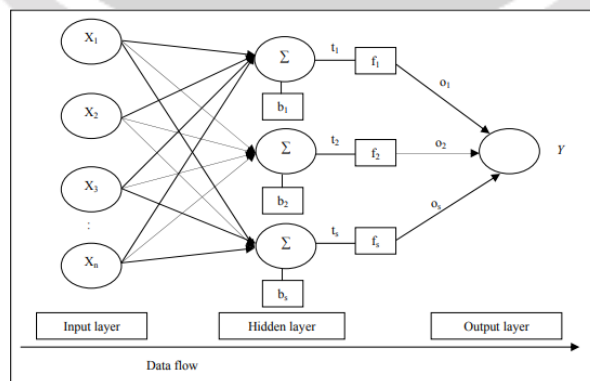 X1
Σ
t1
f1
o1
b1
X2
Σ
t2
f2
o2
Y
b2
X3
:
Σ
ts
fs
os
Xn
bs
Input layer
Hidden layer
Output layer
Data flow